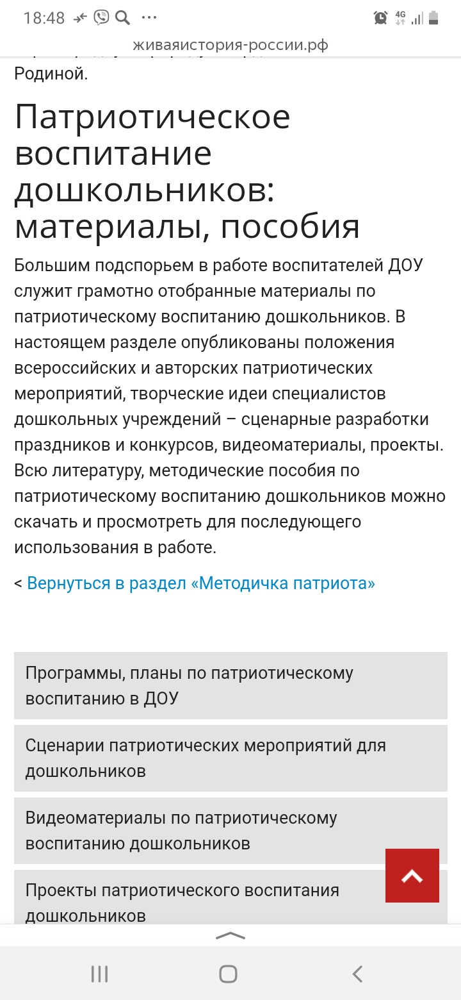 18:48
4G
живаяистория-россии.рф
Родиной.
Патриотическое
воспитание
дошкольников:
материалы, пособия
Большим подспорьем в работе воспитателей ДОУ
служит грамотно отобранные материалы по
патриотическому воспитанию дошкольников. В
настоящем разделе опубликованы положения
всероссийских и авторских патриотических
мероприятий, творческие идеи специалистов
дошкольных учреждений – сценарные разработки
праздников и конкурсов, видеоматериалы, проекты.
Всю литературу, методические пособия по
патриотическому воспитанию дошкольников можно
скачать и просмотреть для последующего
использования в работе.
< Вернуться в раздел «Методичка патриота»
Программы, планы по патриотическому
воспитанию в ДОУ
Сценарии патриотических мероприятий для
дошкольников
Видеоматериалы по патриотическому
воспитанию дошкольников
Проекты патриотического воспитания
дошкольников